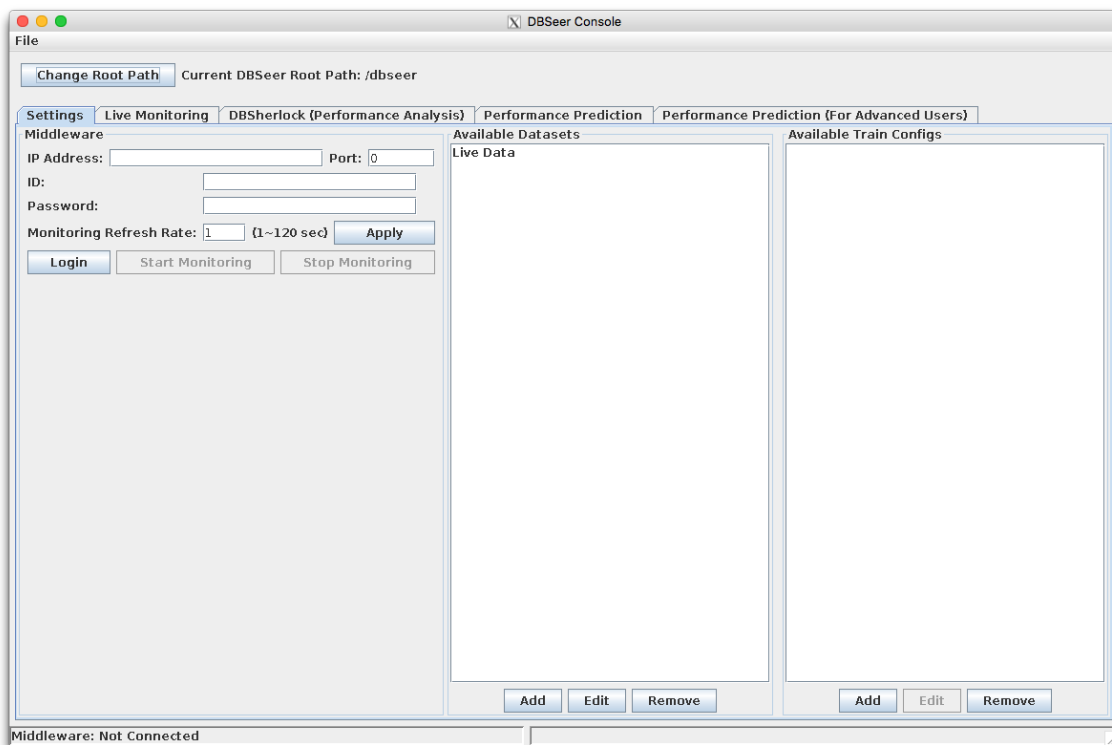 DBSeer Console
File
Change Root Path Current DBSeer Root Path: /dbseer
Settings Live Monitoring DBSherlock (Performance Analysis) Performance Prediction Performance Prediction (For Advanced Users)
Middleware
IP Address: Port: 0
ID:
Password:
Monitoring Refresh Rate: 1 (1~120 sec) Apply
Login Start Monitoring Stop Monitoring
Available Datasets
Live Data
Add Edit Remove
Available Train Configs
Add Edit Remove
Middleware: Not Connected